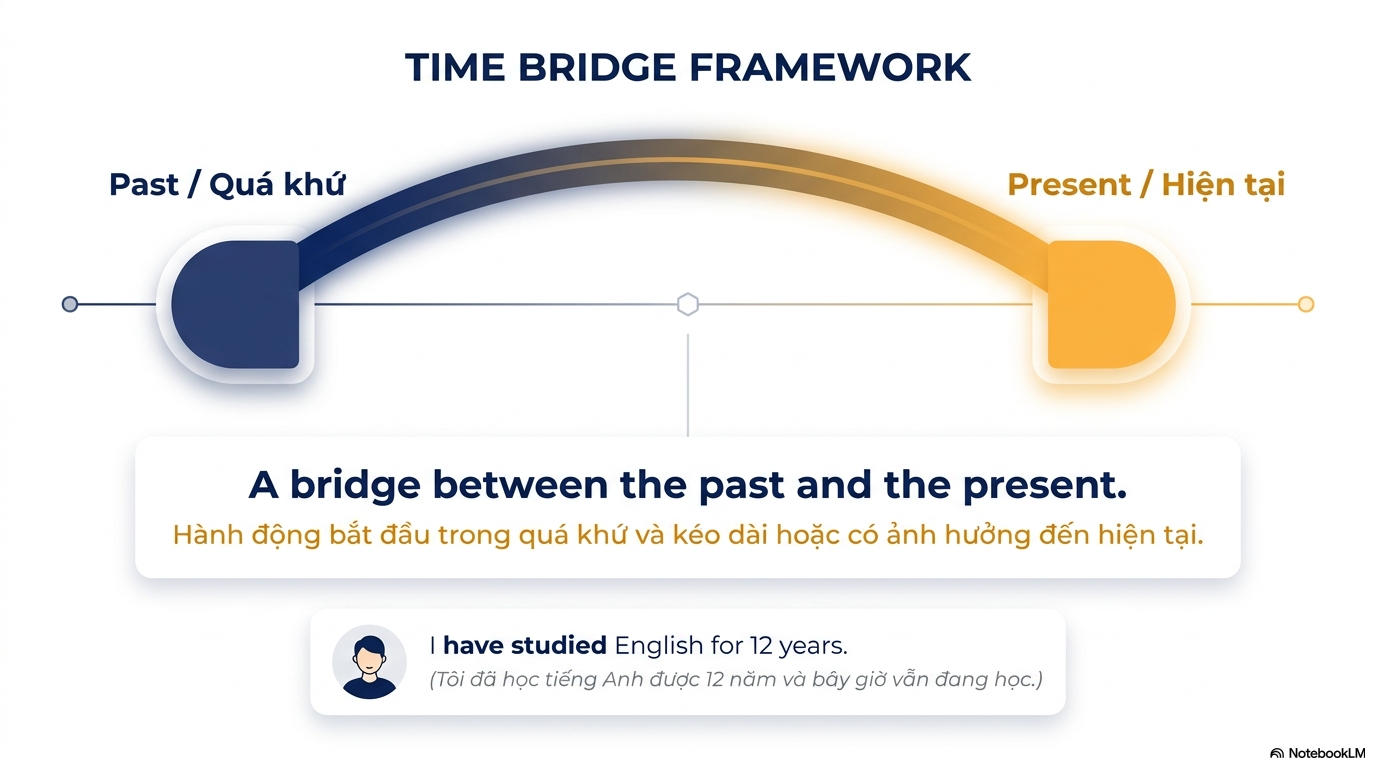 TIME BRIDGE FRAMEWORK
Past / Quá khứ
Present / Hiện tại
A bridge between the past and the present.
Hành động bắt đầu trong quá khứ và kéo dài hoặc có ảnh hưởng đến hiện tại.
I have studied English for 12 years.
(Tôi đã học tiếng Anh được 12 năm và bây giờ vẫn đang học.)
NotebookLM